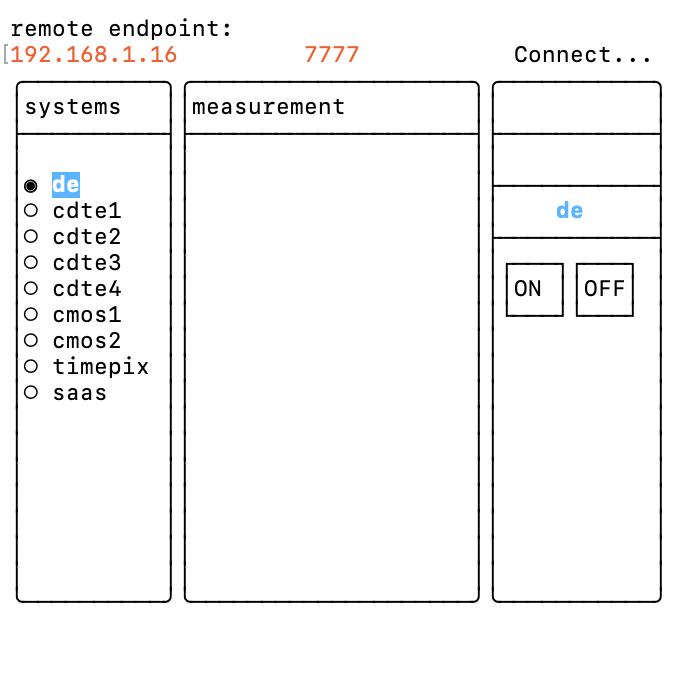 remote endpoint:
[192.168.1.16 7777 Connect...
systems measurement
◉ de
○ cdte1
○ cdte2
○ cdte3
○ cdte4
○ cmos1
○ cmos2
○ timepix
○ saas
de
ON OFF